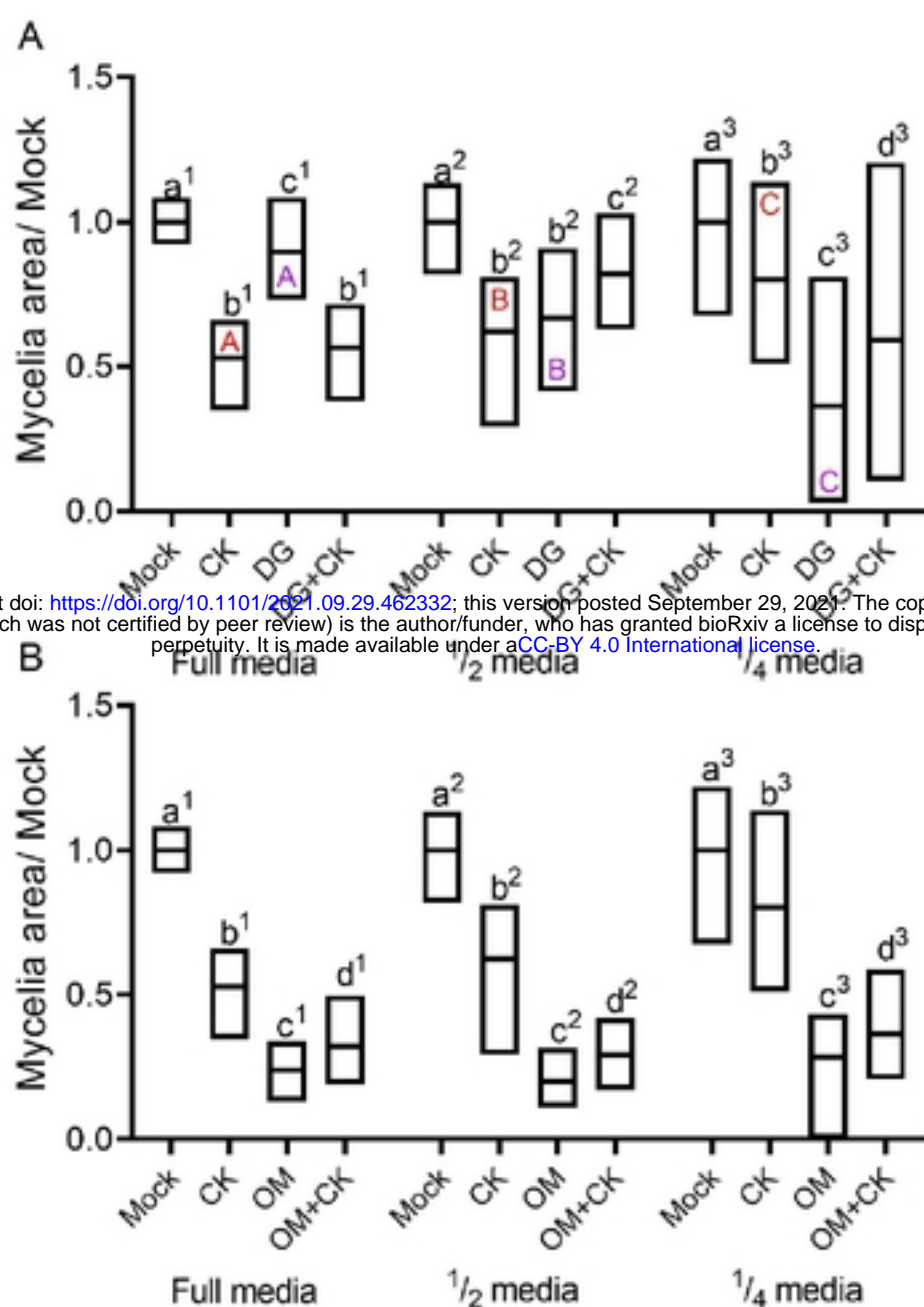 A
1.5
1.0
0.5
0.0
Mycelia area/ Mock
a1 b1 c1 b1 a2 b2 b2 c2 a3 b3 c3 d3
A A B B C C
Mock CK DG DG+CK Mock CK DG DG+CK Mock CK DG DG+CK
t doi: https://doi.org/10.1101/2021.09.29.462332; this version posted September 29, 2021. The cop
ch was not certified by peer review) is the author/funder, who has granted bioRxiv a license to disp
perpetuity. It is made available under aCC-BY 4.0 International license.
Full media 1/2 media 1/4 media
B
1.5
1.0
0.5
0.0
Mycelia area/ Mock
a1 b1 c1 d1 a2 b2 c2 d2 a3 b3 c3 d3
Mock CK OM OM+CK Mock CK OM OM+CK Mock CK OM OM+CK
Full media 1/2 media 1/4 media